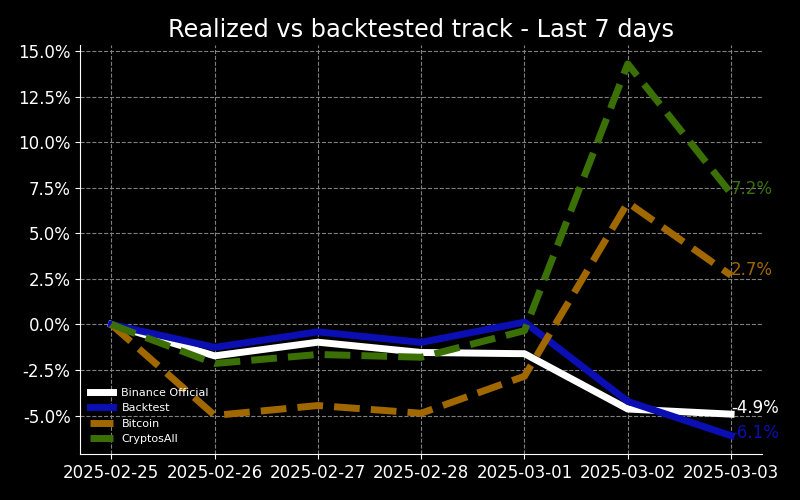 Realized vs backtested track - Last 7 days
15.0%
12.5%
10.0%
7.5%
5.0%
2.5%
0.0%
-2.5%
-5.0%
7.2%
2.7%
-4.9%
-6.1%
Binance Official
Backtest
Bitcoin
CryptosAll
2025-02-25 2025-02-26 2025-02-27 2025-02-28 2025-03-01 2025-03-02 2025-03-03